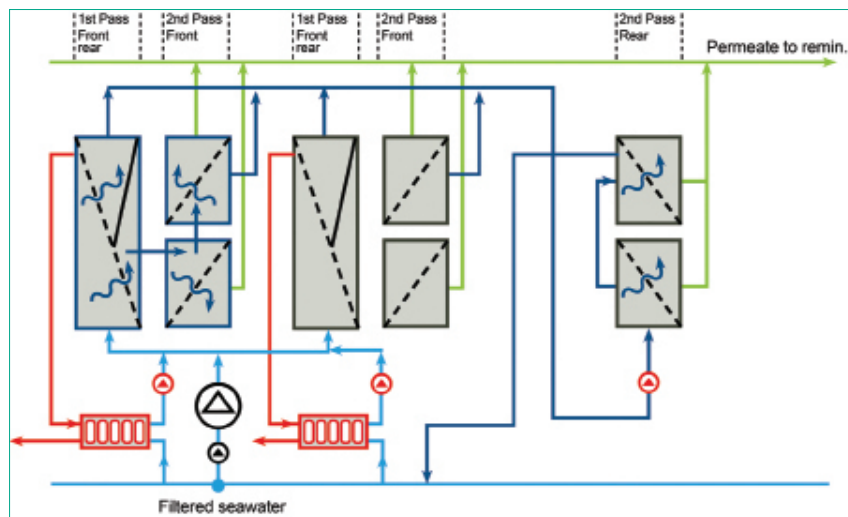 1st Pass
Front
rear
2nd Pass
Front
1st Pass
Front
rear
2nd Pass
Front
2nd Pass
Rear
Permeate to remin.
Filtered seawater